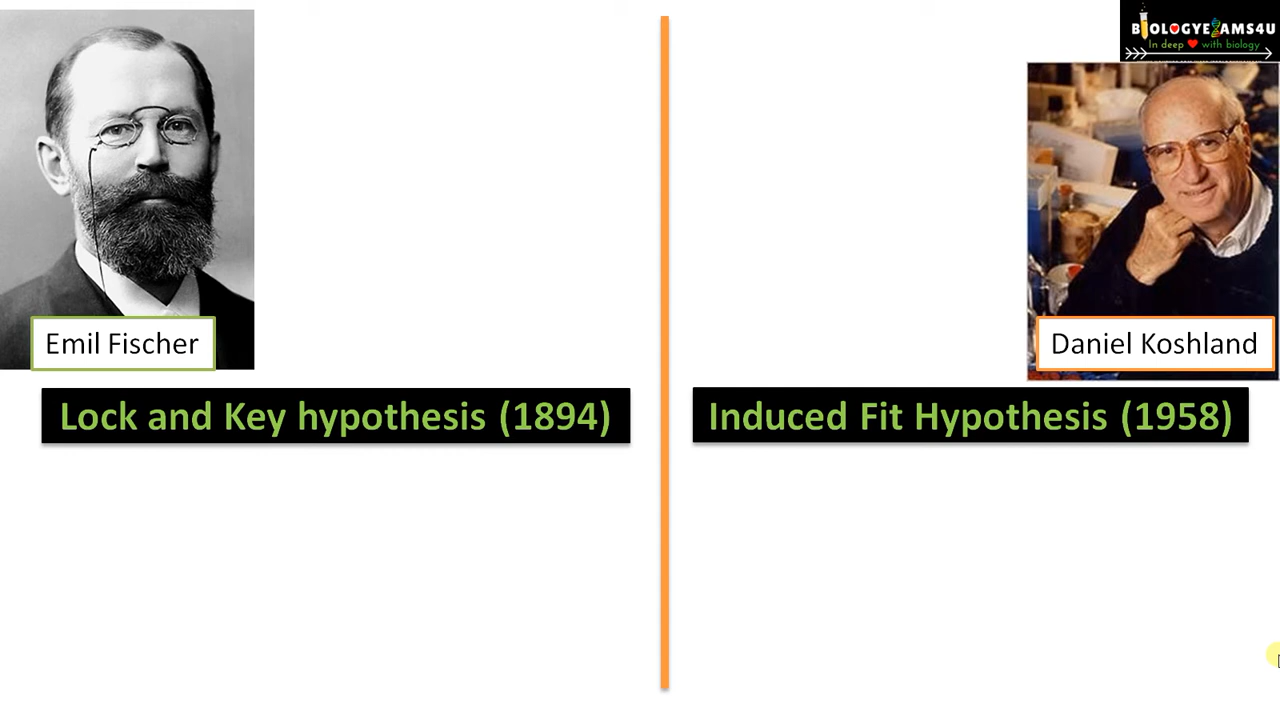 BIOLOGYEXAMS4U
In deep ❤ with biology
Emil Fischer
Daniel Koshland
Lock and Key hypothesis (1894)
Induced Fit Hypothesis (1958)